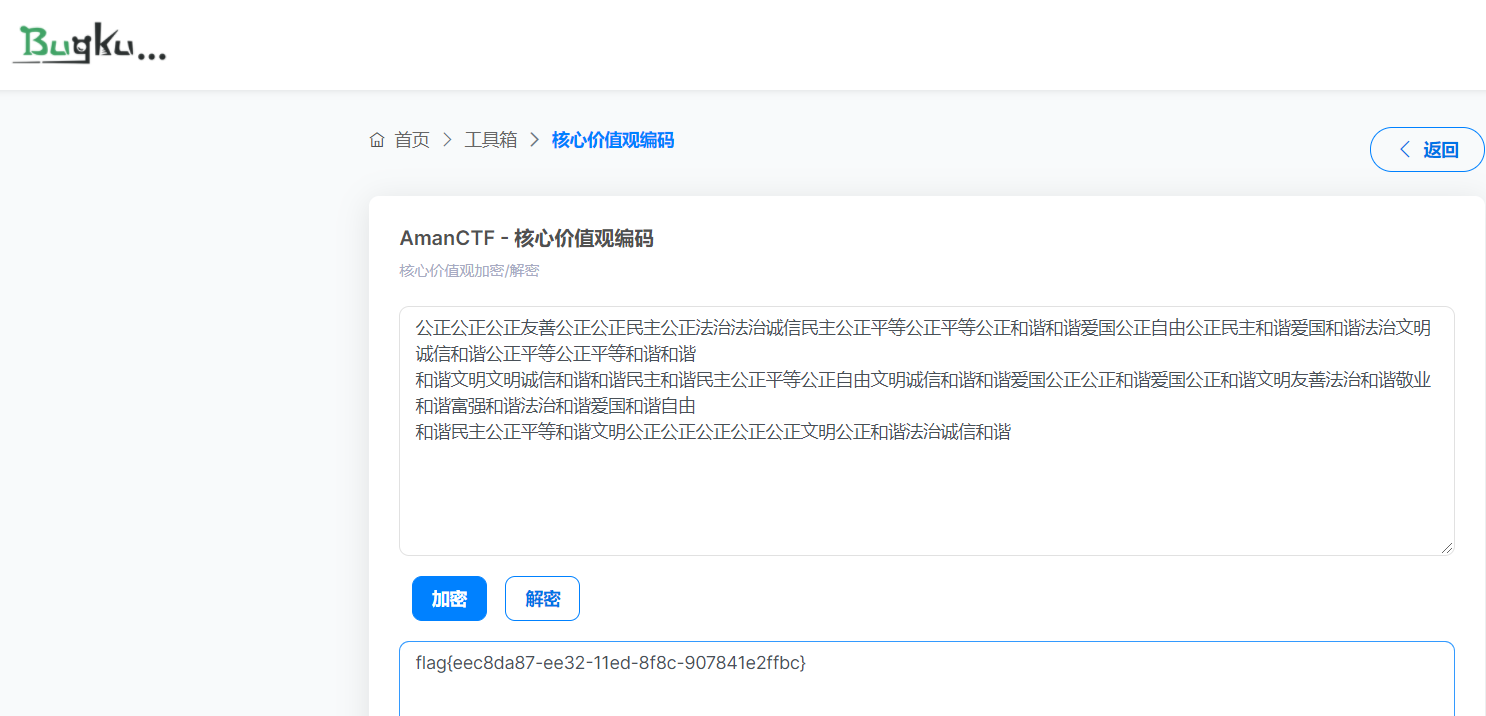 Bugku...
首页 > 工具箱 > 核心价值观编码
返回
AmanCTF - 核心价值观编码
核心价值观加密/解密
公正公正公正友善公正公正民主公正法治法治诚信民主公正平等公正平等公正和谐和谐爱国公正自由公正民主和谐爱国和谐法治文明
诚信和谐公正平等公正平等和谐和谐
和谐文明文明诚信和谐和谐民主和谐民主公正平等公正自由文明诚信和谐和谐爱国公正公正和谐爱国公正和谐文明友善法治和谐敬业
和谐富强和谐法治和谐爱国和谐自由
和谐民主公正平等和谐文明公正公正公正公正公正文明公正和谐法治诚信和谐
加密 解密
flag{eec8da87-ee32-11ed-8f8c-907841e2ffbc}